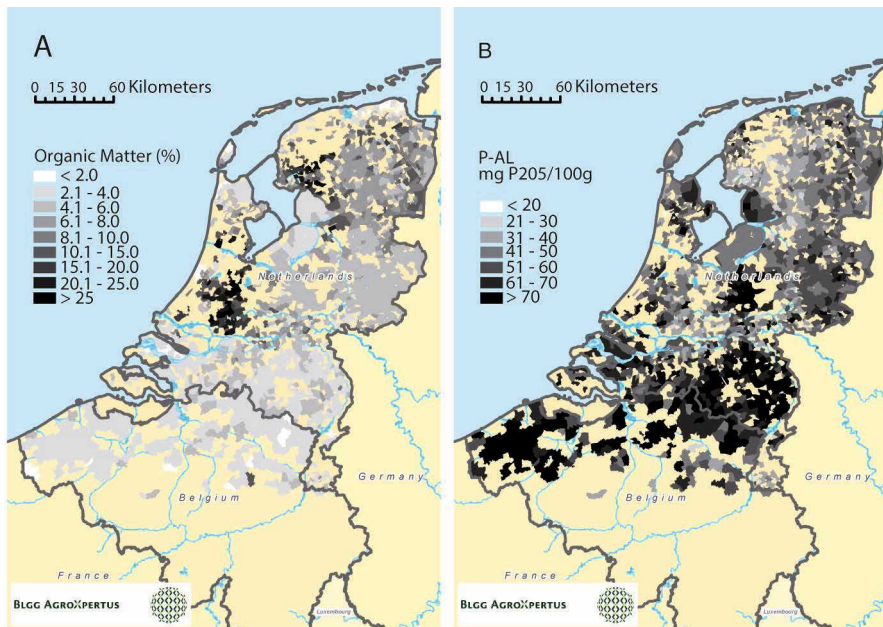 A
0 15 30 60 Kilometers
Organic Matter (%)
< 2.0
2.1 - 4.0
4.1 - 6.0
6.1 - 8.0
8.1 - 10.0
10.1 - 15.0
15.1 - 20.0
20.1 - 25.0
> 25
Netherlands
Germany
Belgium
France
Luxembourg
BLGG AGROXPERTUS
B
0 15 30 60 Kilometers
P-AL
mg P205/100g
< 20
21 - 30
31 - 40
41 - 50
51 - 60
61 - 70
> 70
Netherlands
Germany
Belgium
France
Luxembourg
BLGG AGROXPERTUS